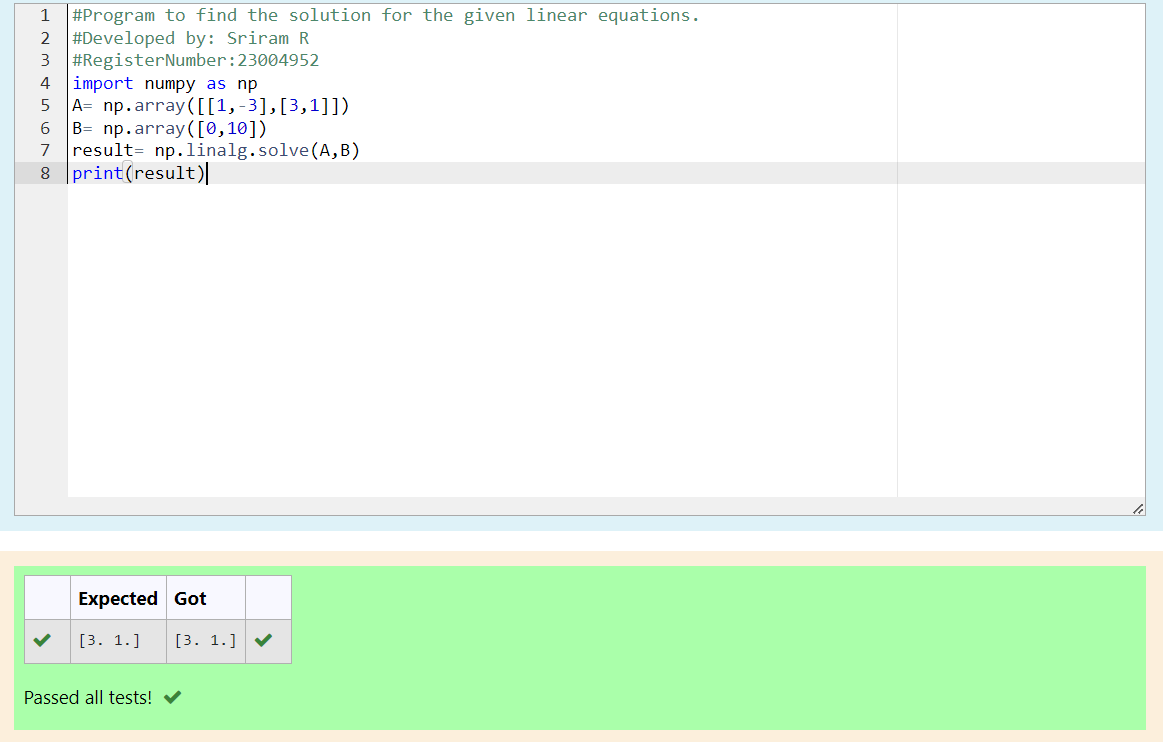 1 #Program to find the solution for the given linear equations.
2 #Developed by: Sriram R
3 #RegisterNumber:23004952
4 import numpy as np
5 A= np.array([[1,-3],[3,1]])
6 B= np.array([0,10])
7 result= np.linalg.solve(A,B)
8 print(result)
Expected Got
[3. 1.] [3. 1.]
Passed all tests!